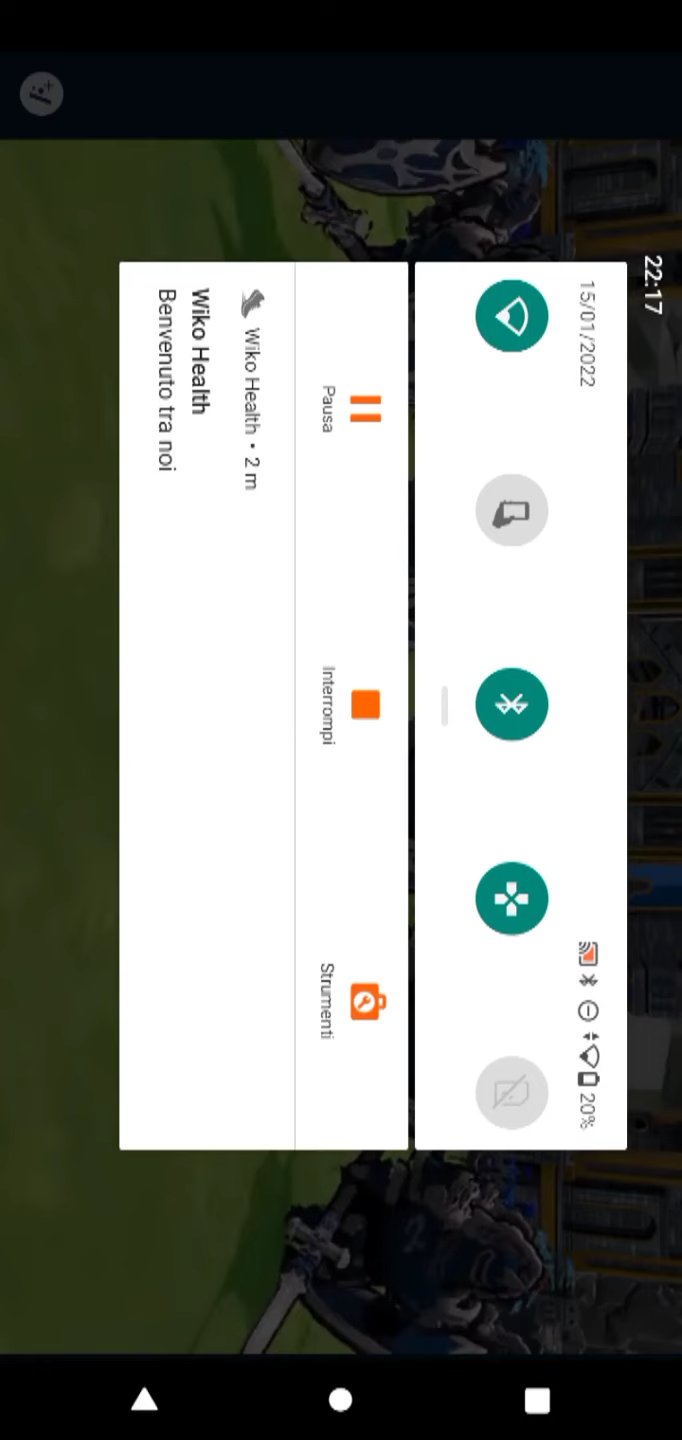 22:17
15/01/2022
20%
Pausa
Interrompi
Strumenti
Wiko Health • 2 m
Wiko Health
Benvenuto tra noi